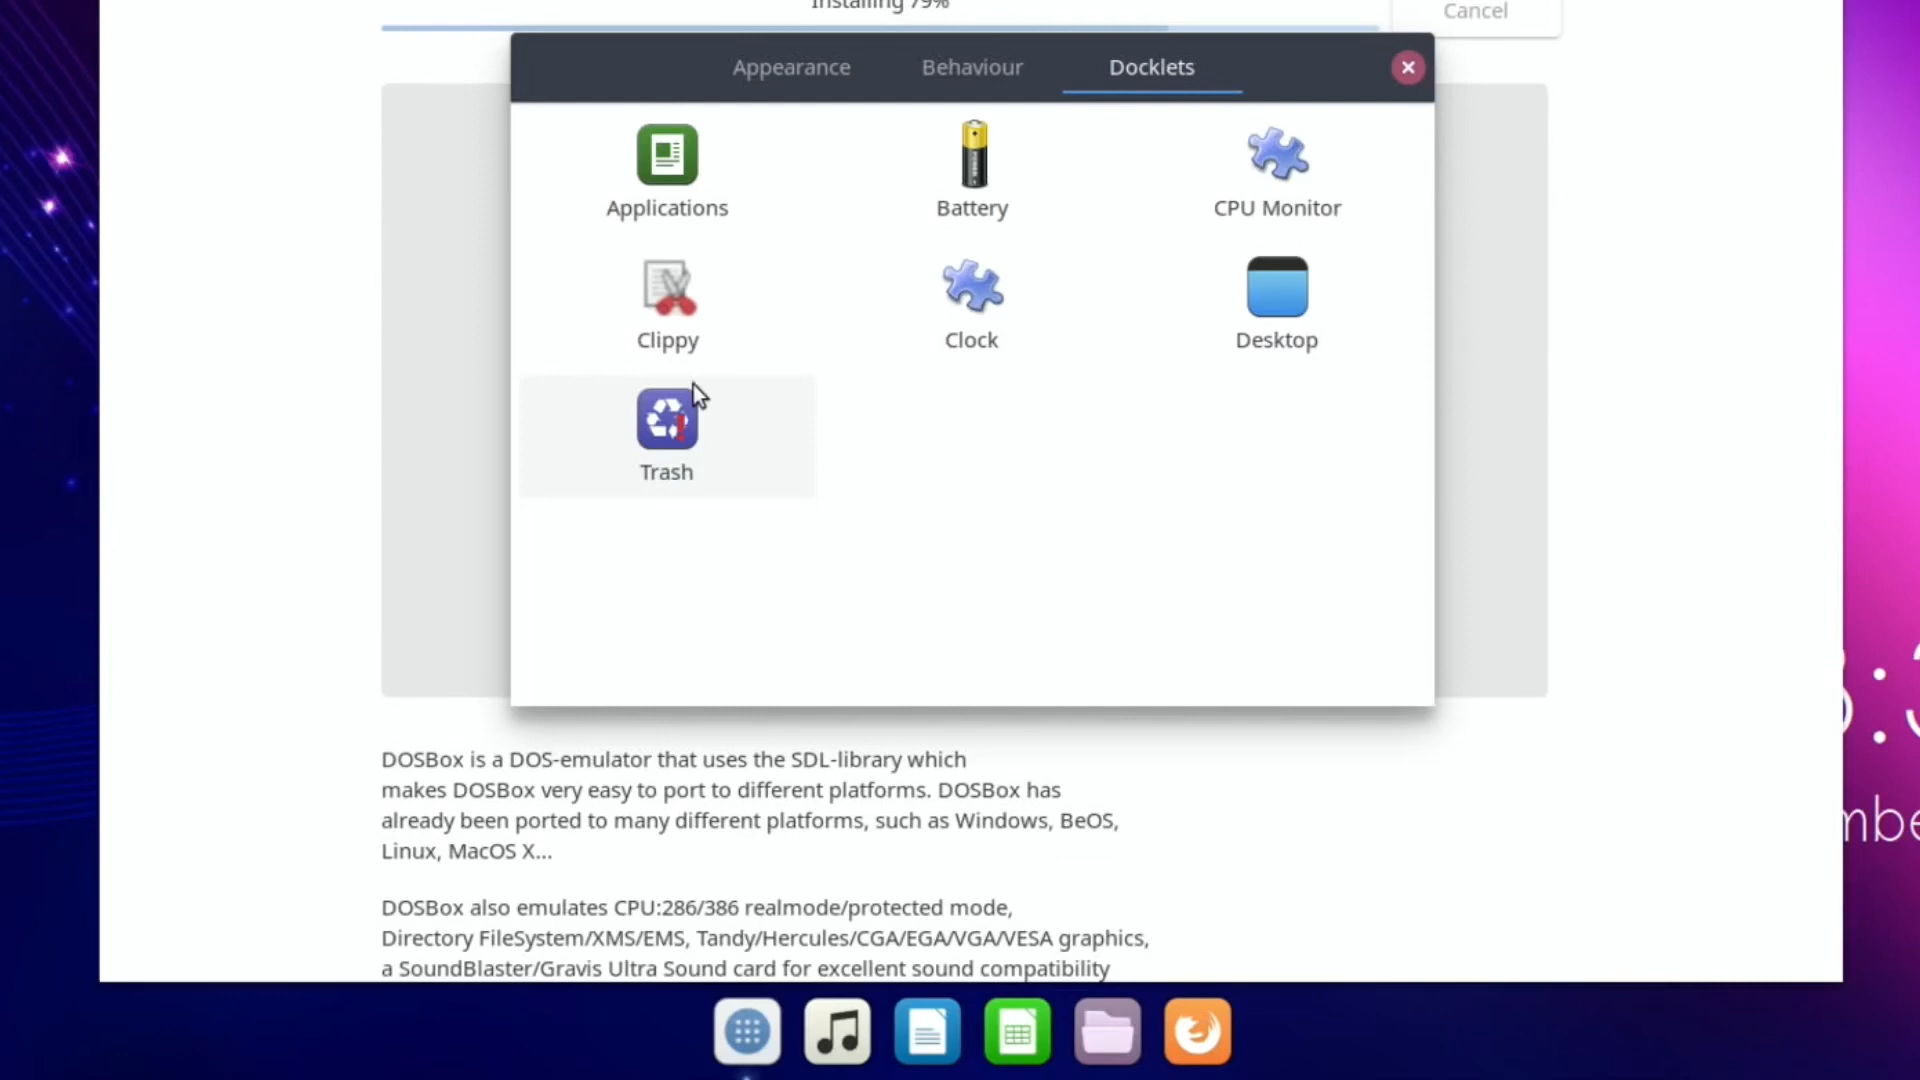 Installing 79%
Cancel
Appearance
Behaviour
Docklets
Applications
Battery
CPU Monitor
Clippy
Clock
Desktop
Trash
DOSBox is a DOS-emulator that uses the SDL-library which
makes DOSBox very easy to port to different platforms. DOSBox has
already been ported to many different platforms, such as Windows, BeOS,
Linux, MacOS X...
DOSBox also emulates CPU:286/386 realmode/protected mode,
Directory FileSystem/XMS/EMS, Tandy/Hercules/CGA/EGA/VGA/VESA graphics,
a SoundBlaster/Gravis Ultra Sound card for excellent sound compatibility